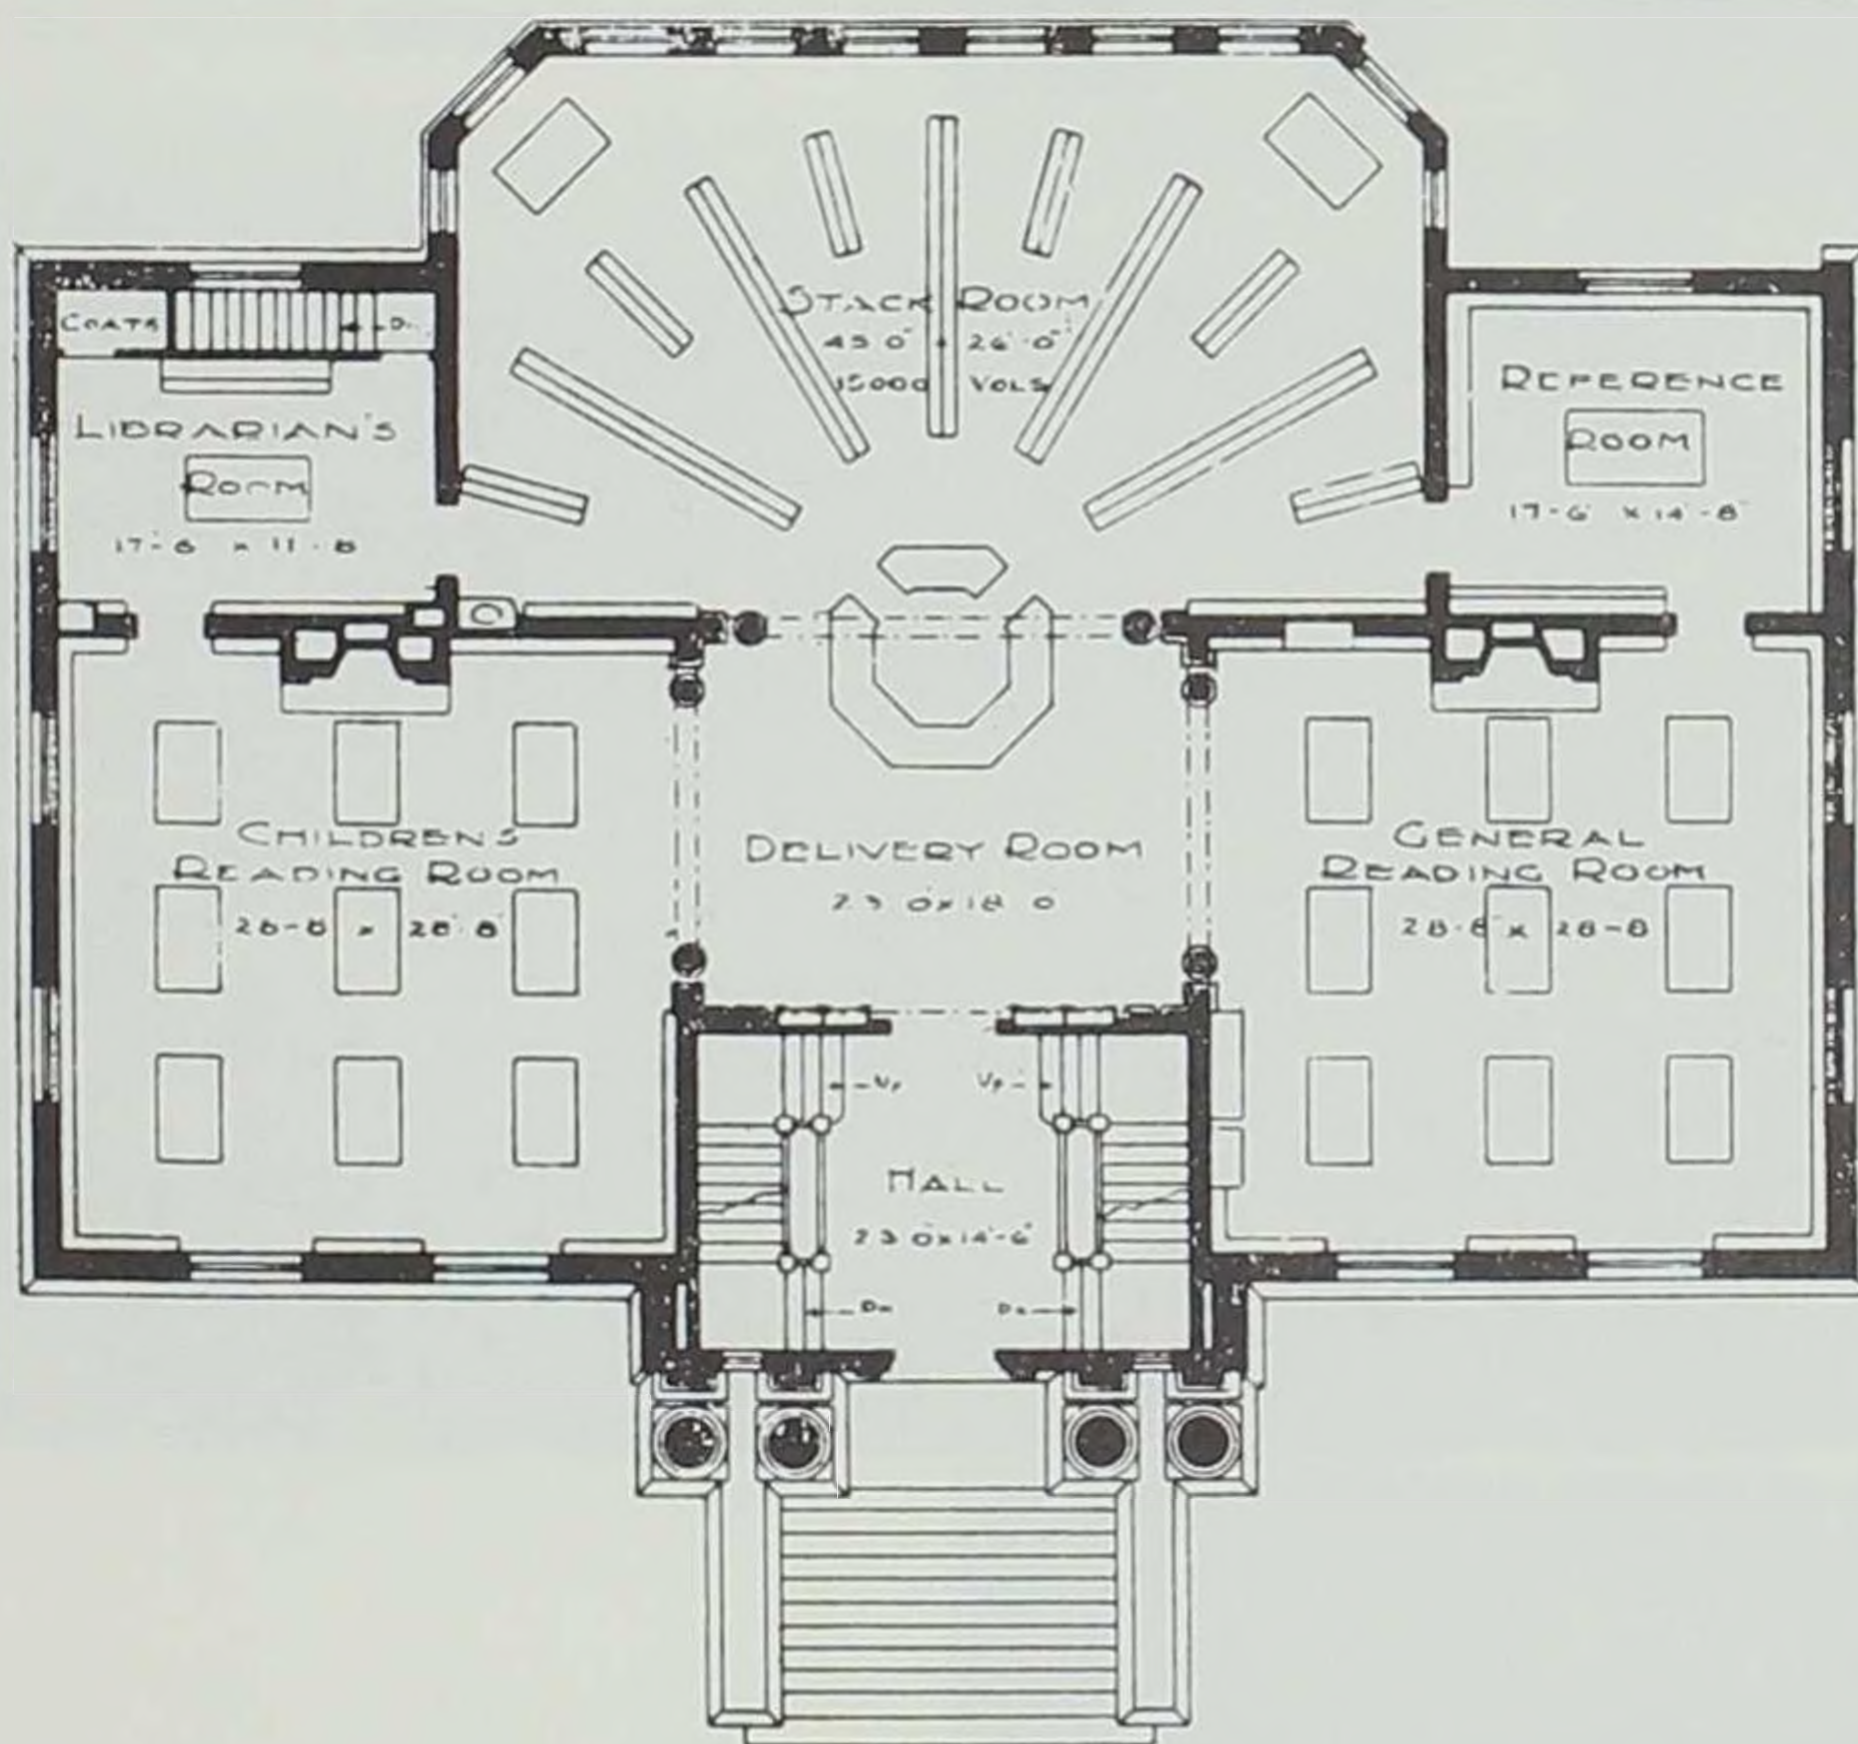 STACK ROOM
45 0" x 26'-0"
15000 VOLS
COATS
D
LIBRARIAN'S
ROOM
17-8 x 11-8
REFERENCE
ROOM
17-6 x 14'-8"
CHILDRENS
READING ROOM
28-8 x 28'8
DELIVERY ROOM
23 0 x 18 0
GENERAL
READING ROOM
28-8" x 28-8
UP
UP
HALL
23 0 x 14'-6"
DN
DN